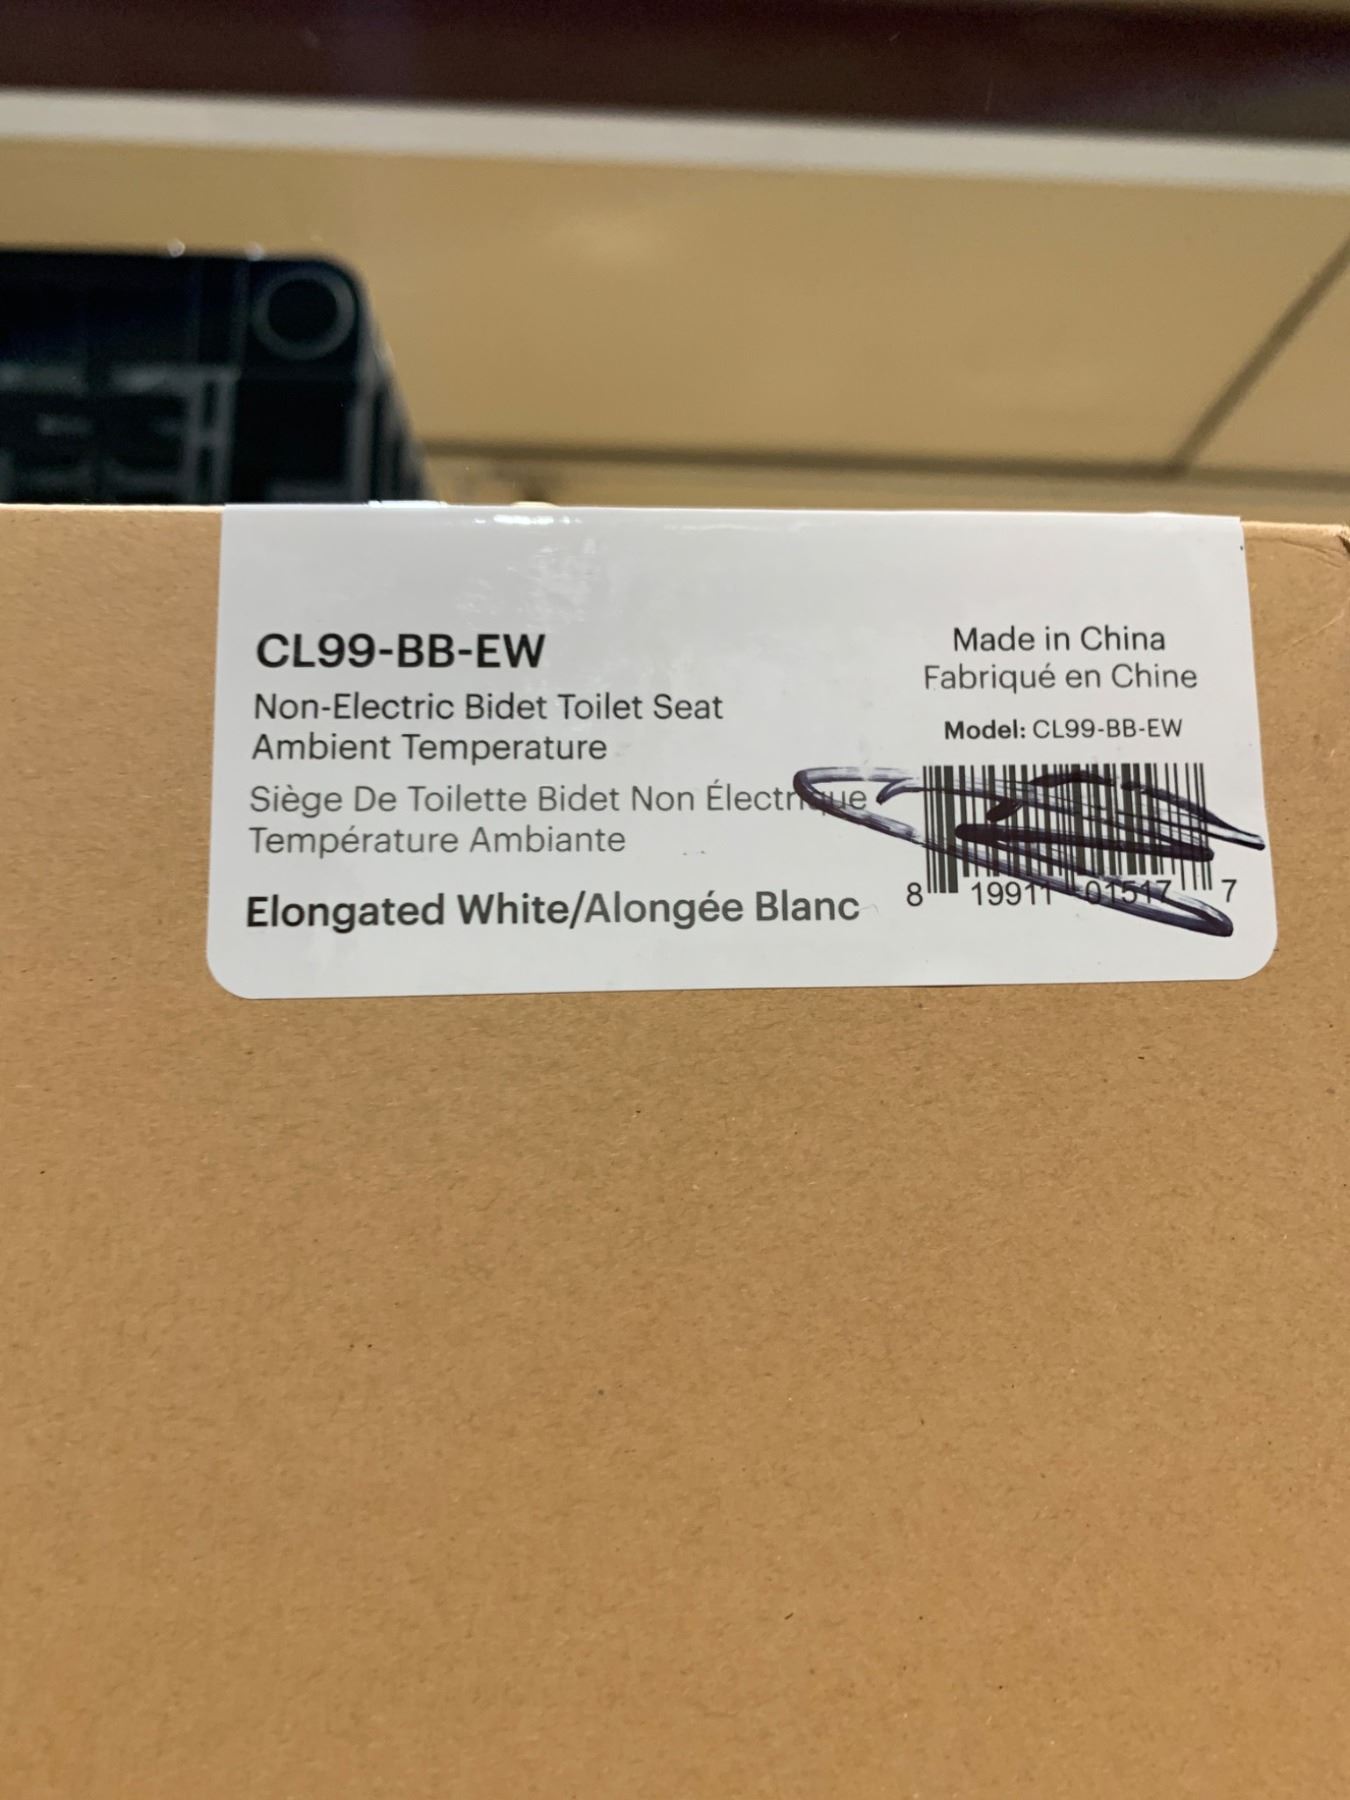 CL99-BB-EW
Non-Electric Bidet Toilet Seat
Ambient Temperature
Siège De Toilette Bidet Non Électrique
Température Ambiante
Elongated White/Alongée Blanc
Made in China
Fabriqué en Chine
Model: CL99-BB-EW
8 19911 01517 7